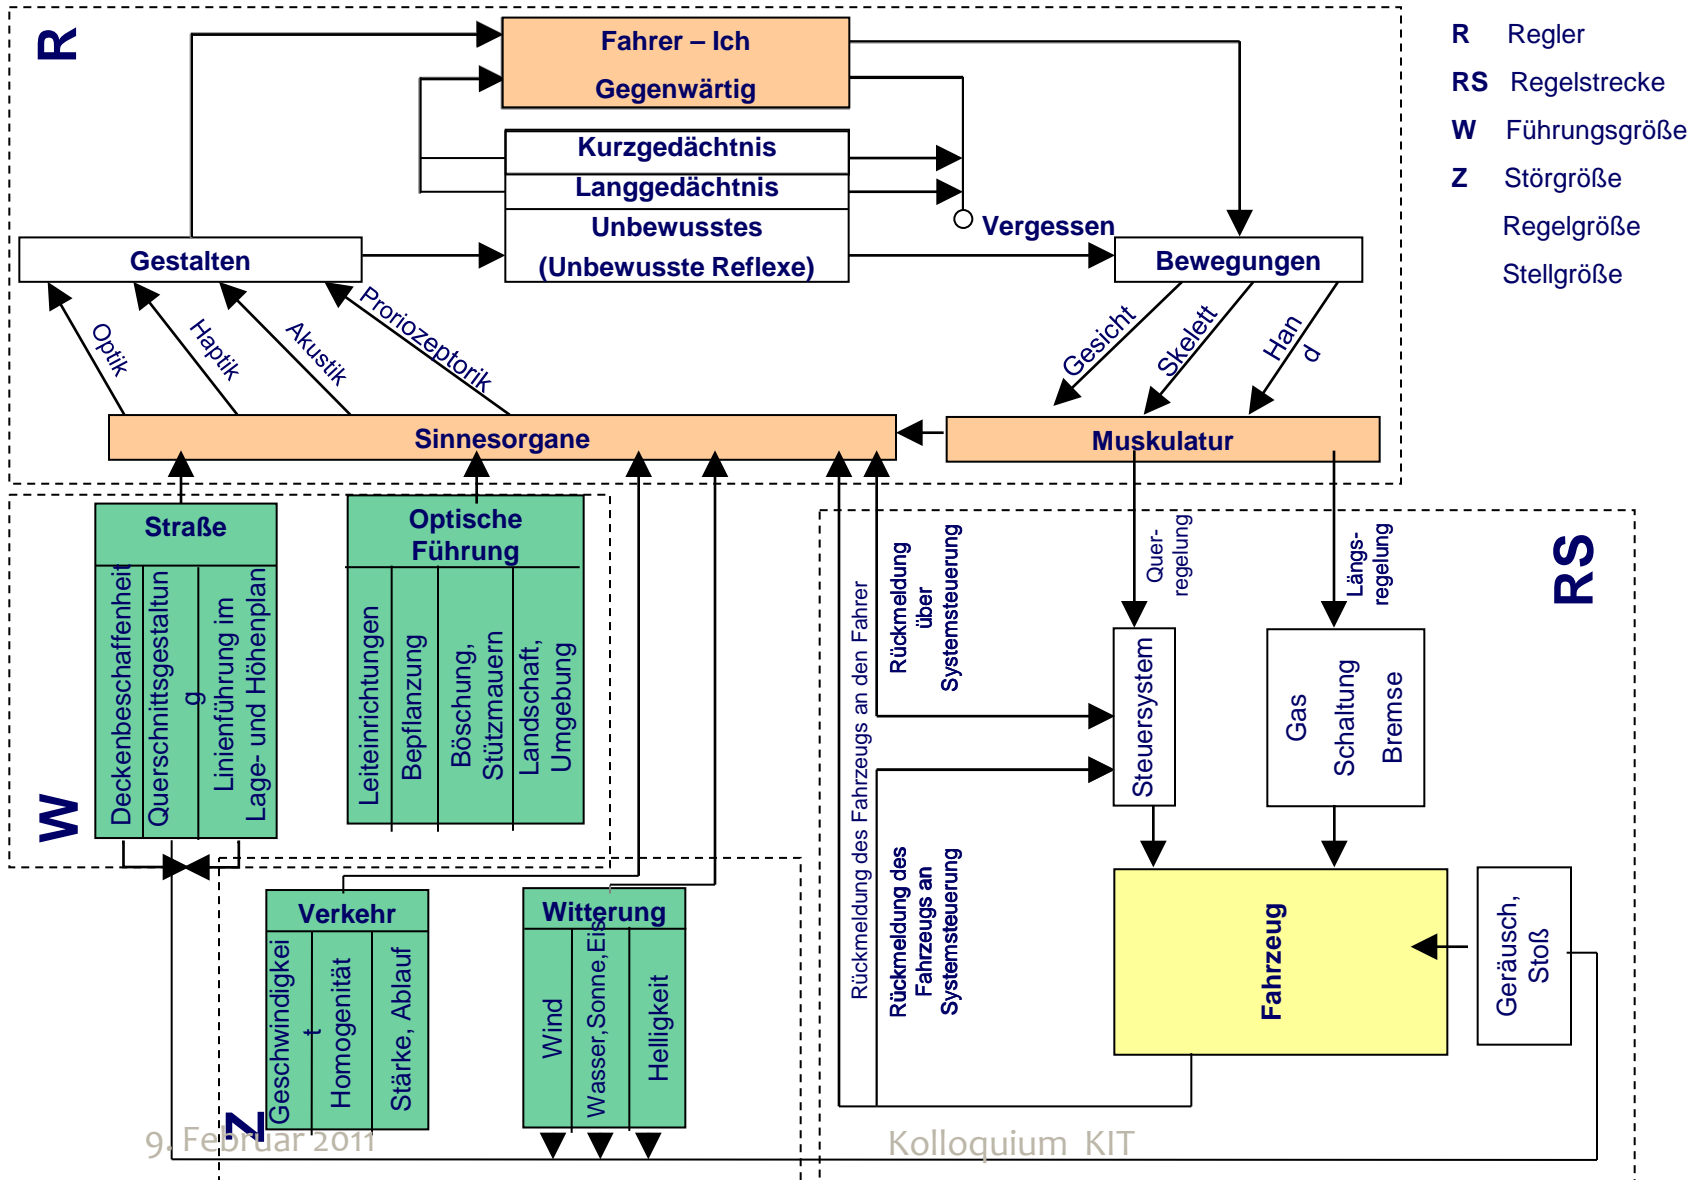 R
Fahrer – Ich
Gegenwärtig
Kurzgedächtnis
Langgedächtnis
Unbewusstes
(Unbewusste Reflexe)
Vergessen
Gestalten
Bewegungen
Optik
Haptik
Akustik
Proriozeptorik
Gesicht
Skelett
Han
d
Sinnesorgane
Muskulatur
R Regler
RS Regelstrecke
W Führungsgröße
Z Störgröße
Regelgröße
Stellgröße
W
Straße
Deckenbeschaffenheit
Querschnittsgestaltun
g
Linienführung im
Lage- und Höhenplan
Optische
Führung
Leiteinrichtungen
Bepflanzung
Böschung,
Stützmauern
Landschaft,
Umgebung
RS
Rückmeldung des Fahrzeugs an den Fahrer
Rückmeldung
über
Systemsteuerung
Rückmeldung des
Fahrzeugs an
Systemsteuerung
Quer-
regelung
Längs-
regelung
Steuersystem
Gas
Schaltung
Bremse
Fahrzeug
Geräusch,
Stoß
Z
Verkehr
Geschwindigkei
t
Homogenität
Stärke, Ablauf
Witterung
Wind
Wasser,Sonne,Eis
Helligkeit
9. Februar 2011
Kolloquium KIT